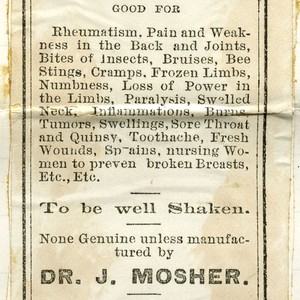 GOOD FOR
Rheumatism, Pain and Weak-
ness in the Back and Joints,
Bites of Insects, Bruises, Bee
Stings, Cramps, Frozen Limbs,
Numbness, Loss of Power in
the Limbs, Paralysis, Swelled
Neck, Inflammations, Burns,
Tumors, Swellings, Sore Throat
and Quinsy, Toothache, Fresh
Wounds, Sprains, nursing Wo-
men to preven broken Breasts,
Etc., Etc.
To be well Shaken.
None Genuine unless manufac-
tured by
DR. J. MOSHER.